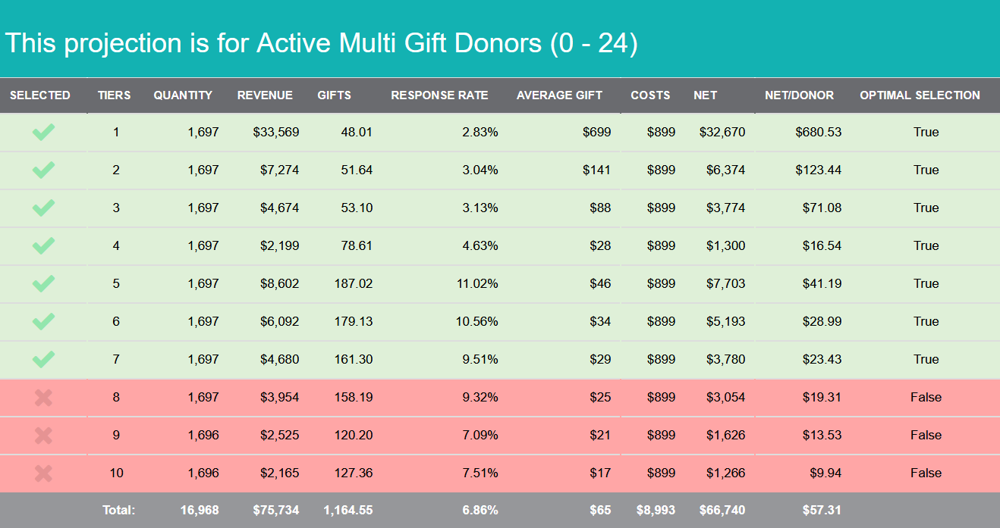 This projection is for Active Multi Gift Donors (0 - 24)
SELECTED TIERS QUANTITY REVENUE GIFTS RESPONSE RATE AVERAGE GIFT COSTS NET NET/DONOR OPTIMAL SELECTION
1 1,697 $33,569 48.01 2.83% $699 $899 $32,670 $680.53 True
2 1,697 $7,274 51.64 3.04% $141 $899 $6,374 $123.44 True
3 1,697 $4,674 53.10 3.13% $88 $899 $3,774 $71.08 True
4 1,697 $2,199 78.61 4.63% $28 $899 $1,300 $16.54 True
5 1,697 $8,602 187.02 11.02% $46 $899 $7,703 $41.19 True
6 1,697 $6,092 179.13 10.56% $34 $899 $5,193 $28.99 True
7 1,697 $4,680 161.30 9.51% $29 $899 $3,780 $23.43 True
8 1,697 $3,954 158.19 9.32% $25 $899 $3,054 $19.31 False
9 1,696 $2,525 120.20 7.09% $21 $899 $1,626 $13.53 False
10 1,696 $2,165 127.36 7.51% $17 $899 $1,266 $9.94 False
Total: 16,968 $75,734 1,164.55 6.86% $65 $8,993 $66,740 $57.31